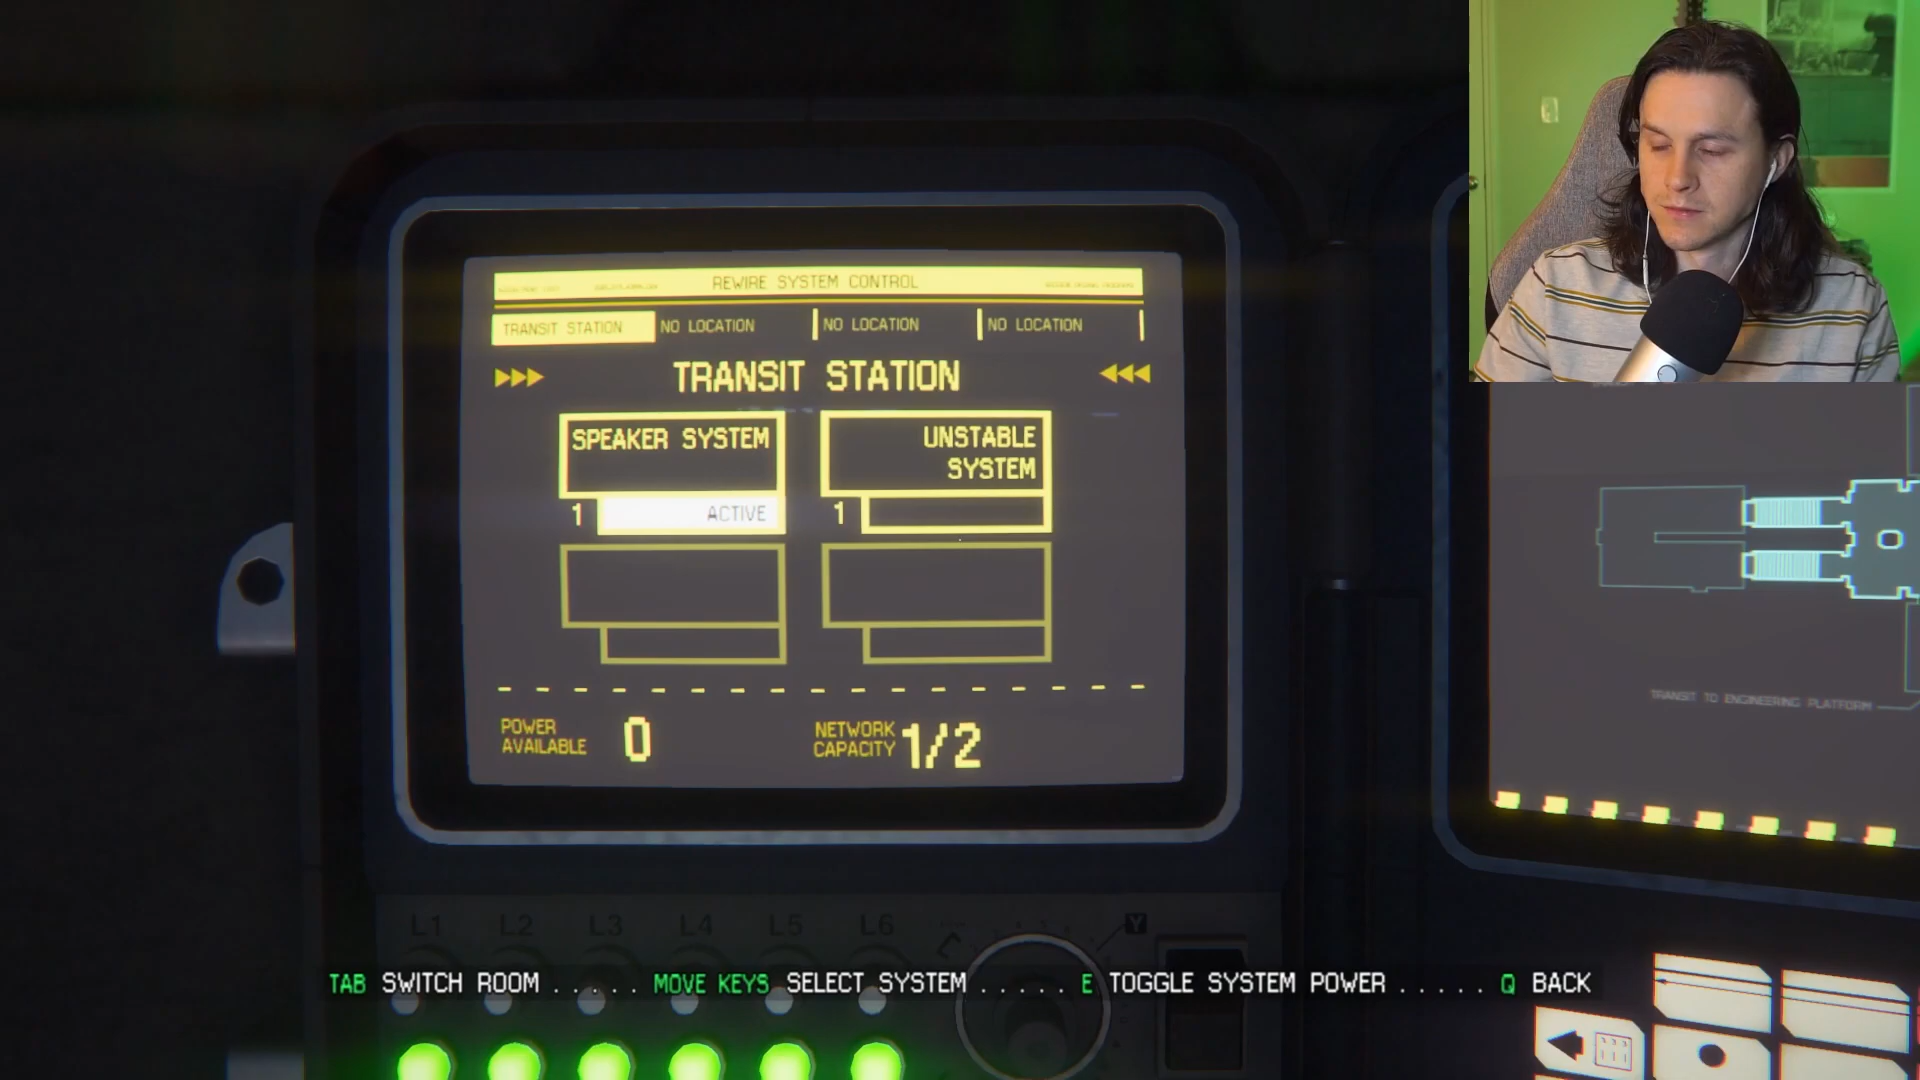 REWIRE SYSTEM CONTROL
TRANSIT STATION
NO LOCATION
NO LOCATION
NO LOCATION
TRANSIT STATION
SPEAKER SYSTEM
1 ACTIVE
UNSTABLE
SYSTEM
1
POWER
AVAILABLE
0
NETWORK
CAPACITY
1/2
TRANSIT TO ENGINEERING PLATFORM
L1 L2 L3 L4 L5 L6
Y
TAB SWITCH ROOM ..... MOVE KEYS SELECT SYSTEM ..... E TOGGLE SYSTEM POWER ..... Q BACK